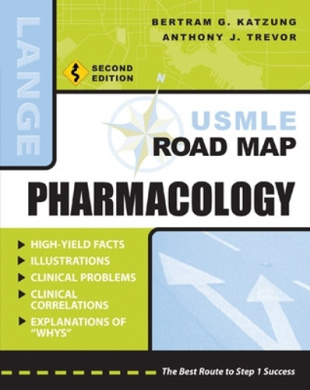 LANGE
BERTRAM G. KATZUNG
ANTHONY J. TREVOR
SECOND
EDITION
N
USMLE
ROAD MAP
PHARMACOLOGY
HIGH-YIELD FACTS
ILLUSTRATIONS
CLINICAL PROBLEMS
CLINICAL
CORRELATIONS
EXPLANATIONS OF
"WHYS"
The Best Route to Step 1 Success